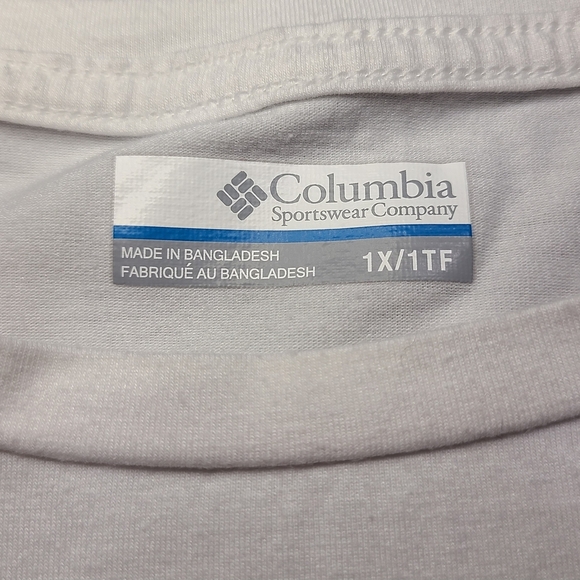 Columbia
Sportswear Company
MADE IN BANGLADESH
FABRIQUÉ AU BANGLADESH
1X/1TF